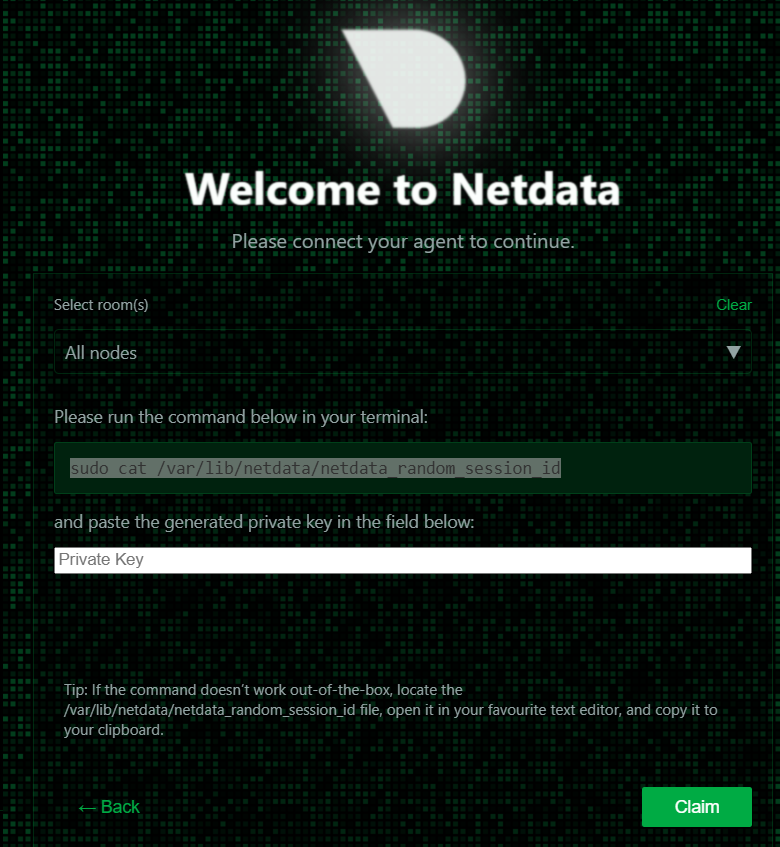 Welcome to Netdata
Please connect your agent to continue.
Select room(s)
Clear
All nodes
▼
Please run the command below in your terminal:
sudo cat /var/lib/netdata/netdata_random_session_id
and paste the generated private key in the field below:
Private Key
Tip: If the command doesn't work out-of-the-box, locate the
/var/lib/netdata/netdata_random_session_id file, open it in your favourite text editor, and copy it to
your clipboard.
← Back
Claim